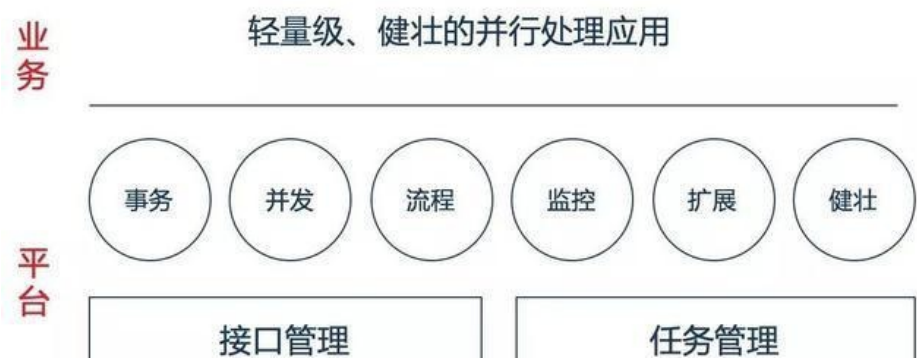 业务
轻量级、健壮的并行处理应用
事务
并发
流程
监控
扩展
健壮
平台
接口管理
任务管理